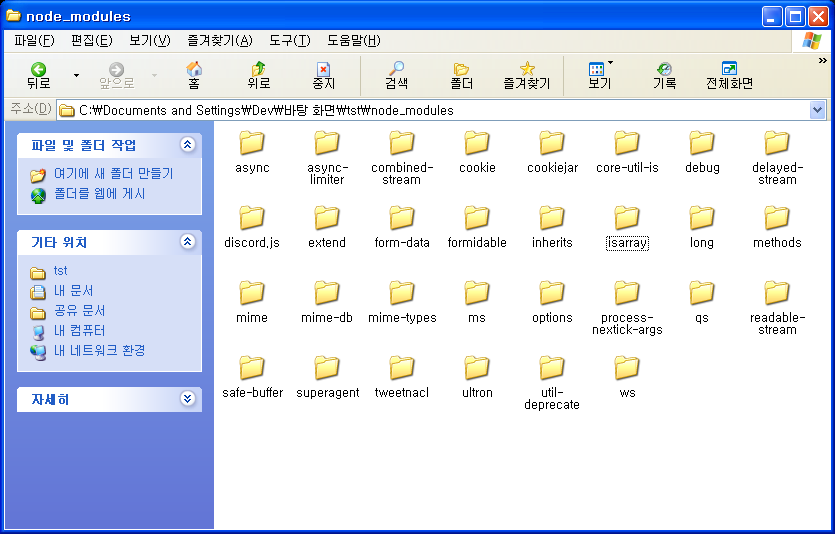 node_modules
파일(F) 편집(E) 보기(V) 즐겨찾기(A) 도구(T) 도움말(H)
뒤로 앞으로 홈 위로 중지 검색 폴더 즐겨찾기 보기 기록 전체화면 »
주소(D) C:₩Documents and Settings₩Dev₩바탕 화면₩tst₩node_modules
파일 및 폴더 작업
여기에 새 폴더 만들기
폴더를 웹에 게시
기타 위치
tst
내 문서
공유 문서
내 컴퓨터
내 네트워크 환경
자세히
async async-limiter combined-stream cookie cookiejar core-util-is debug delayed-stream
discord.js extend form-data formidable inherits isarray long methods
mime mime-db mime-types ms options process-nextick-args qs readable-stream
safe-buffer superagent tweetnacl ultron util-deprecate ws